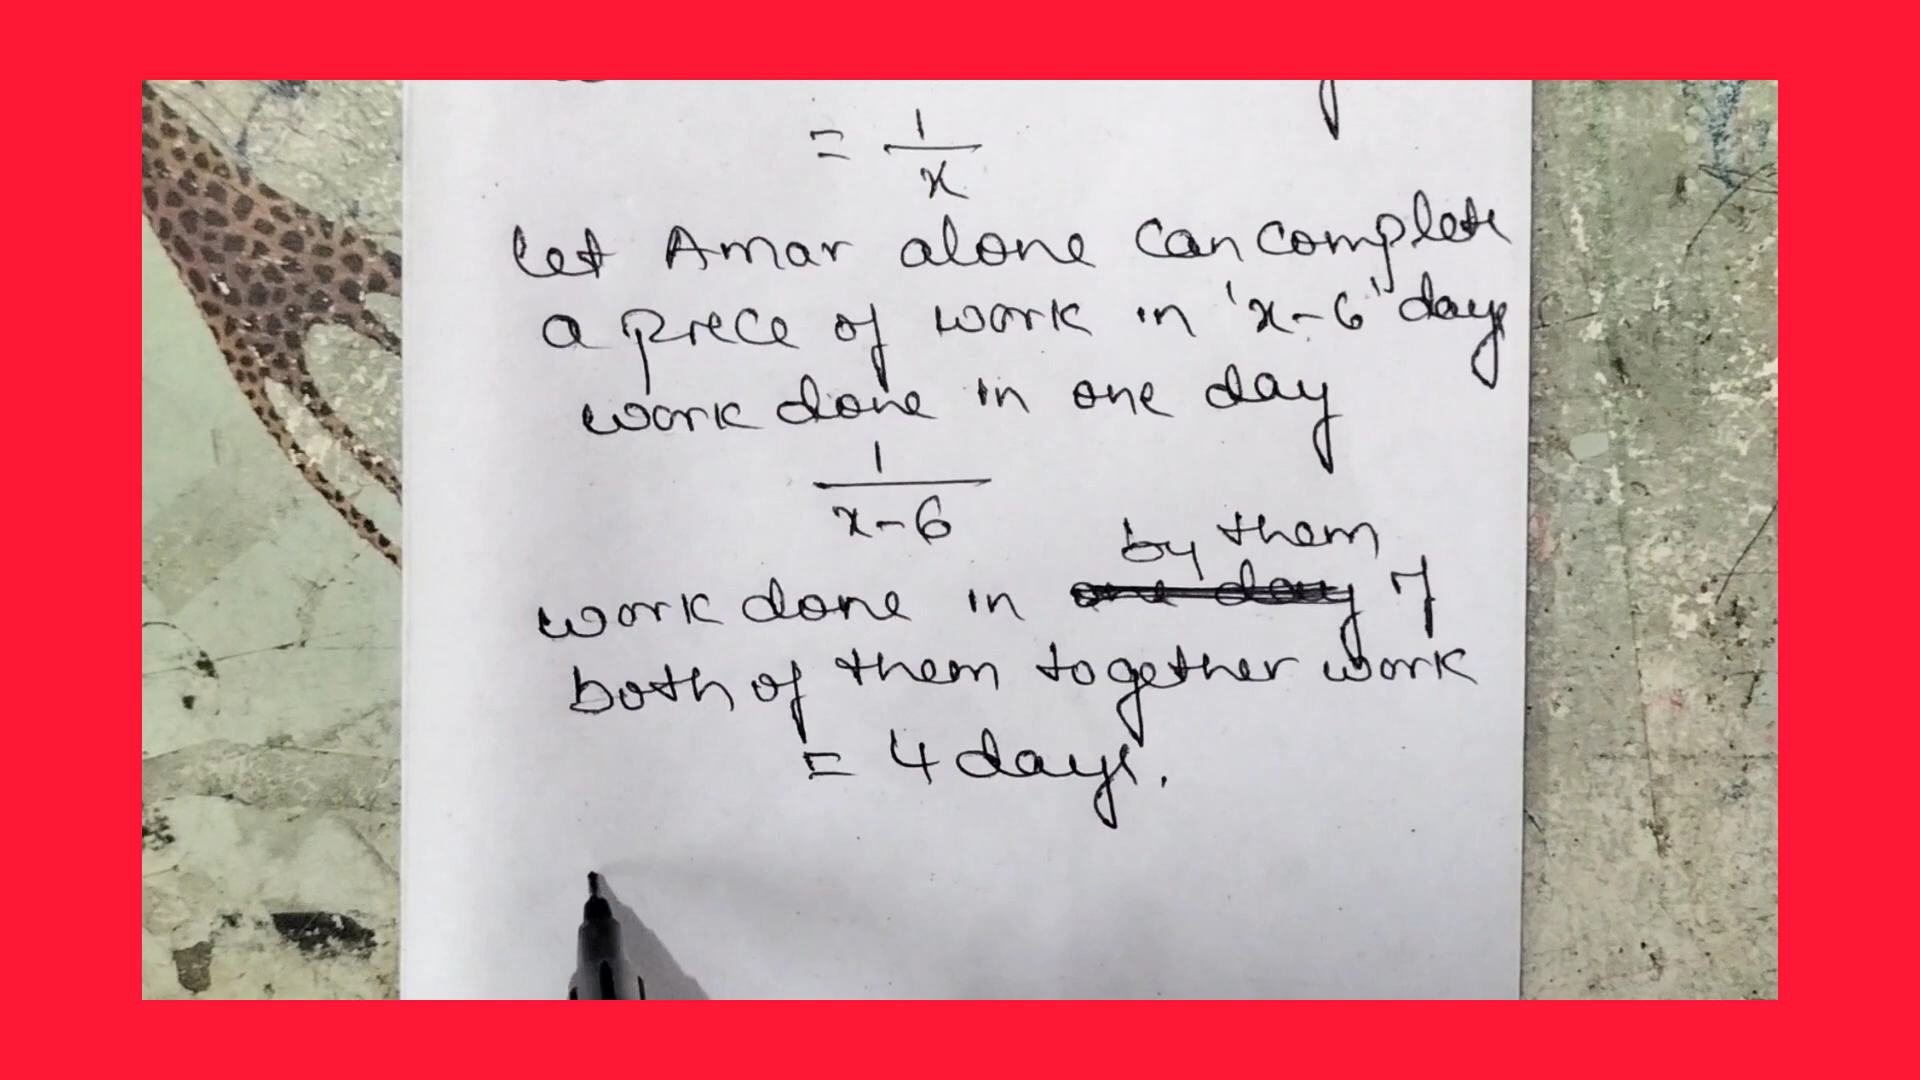 = 1/x
let Amar alone can complete
a piece of work in 'x-6' days
work done in one day
1/x-6
by them
work done in one day if
both of them together work
= 4 days.